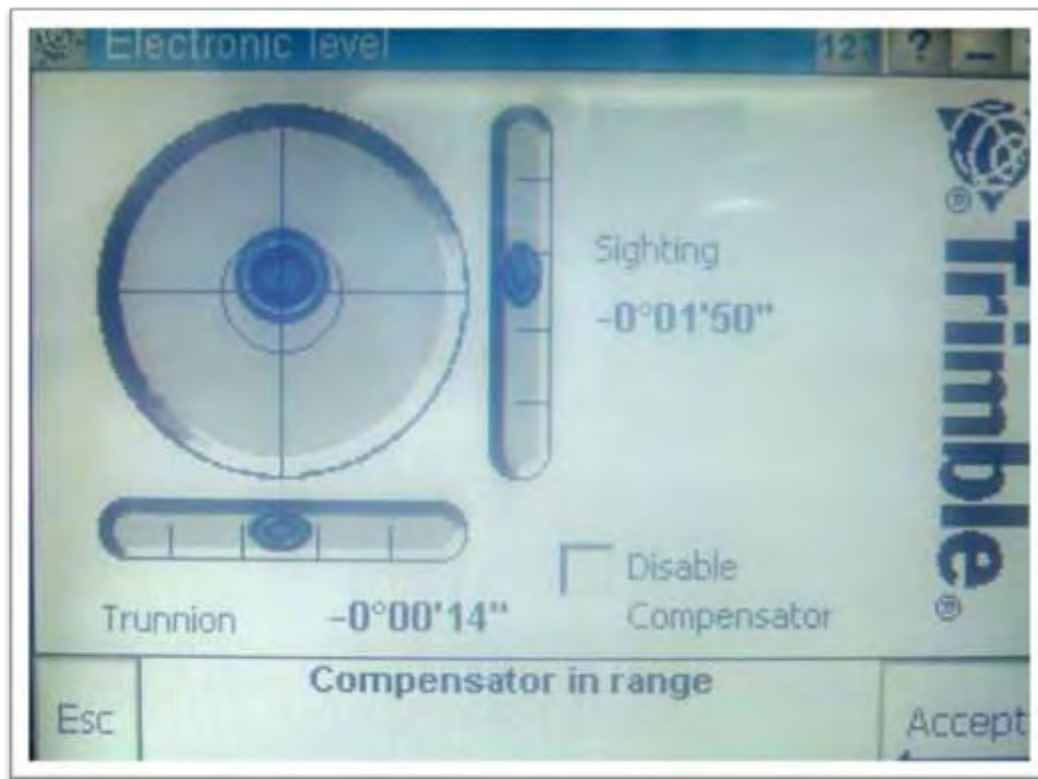 Electronic level
?
Sighting
-0°01'50"
Trimble®
Disable
Compensator
Trunnion
-0°00'14"
Compensator in range
Esc
Accept